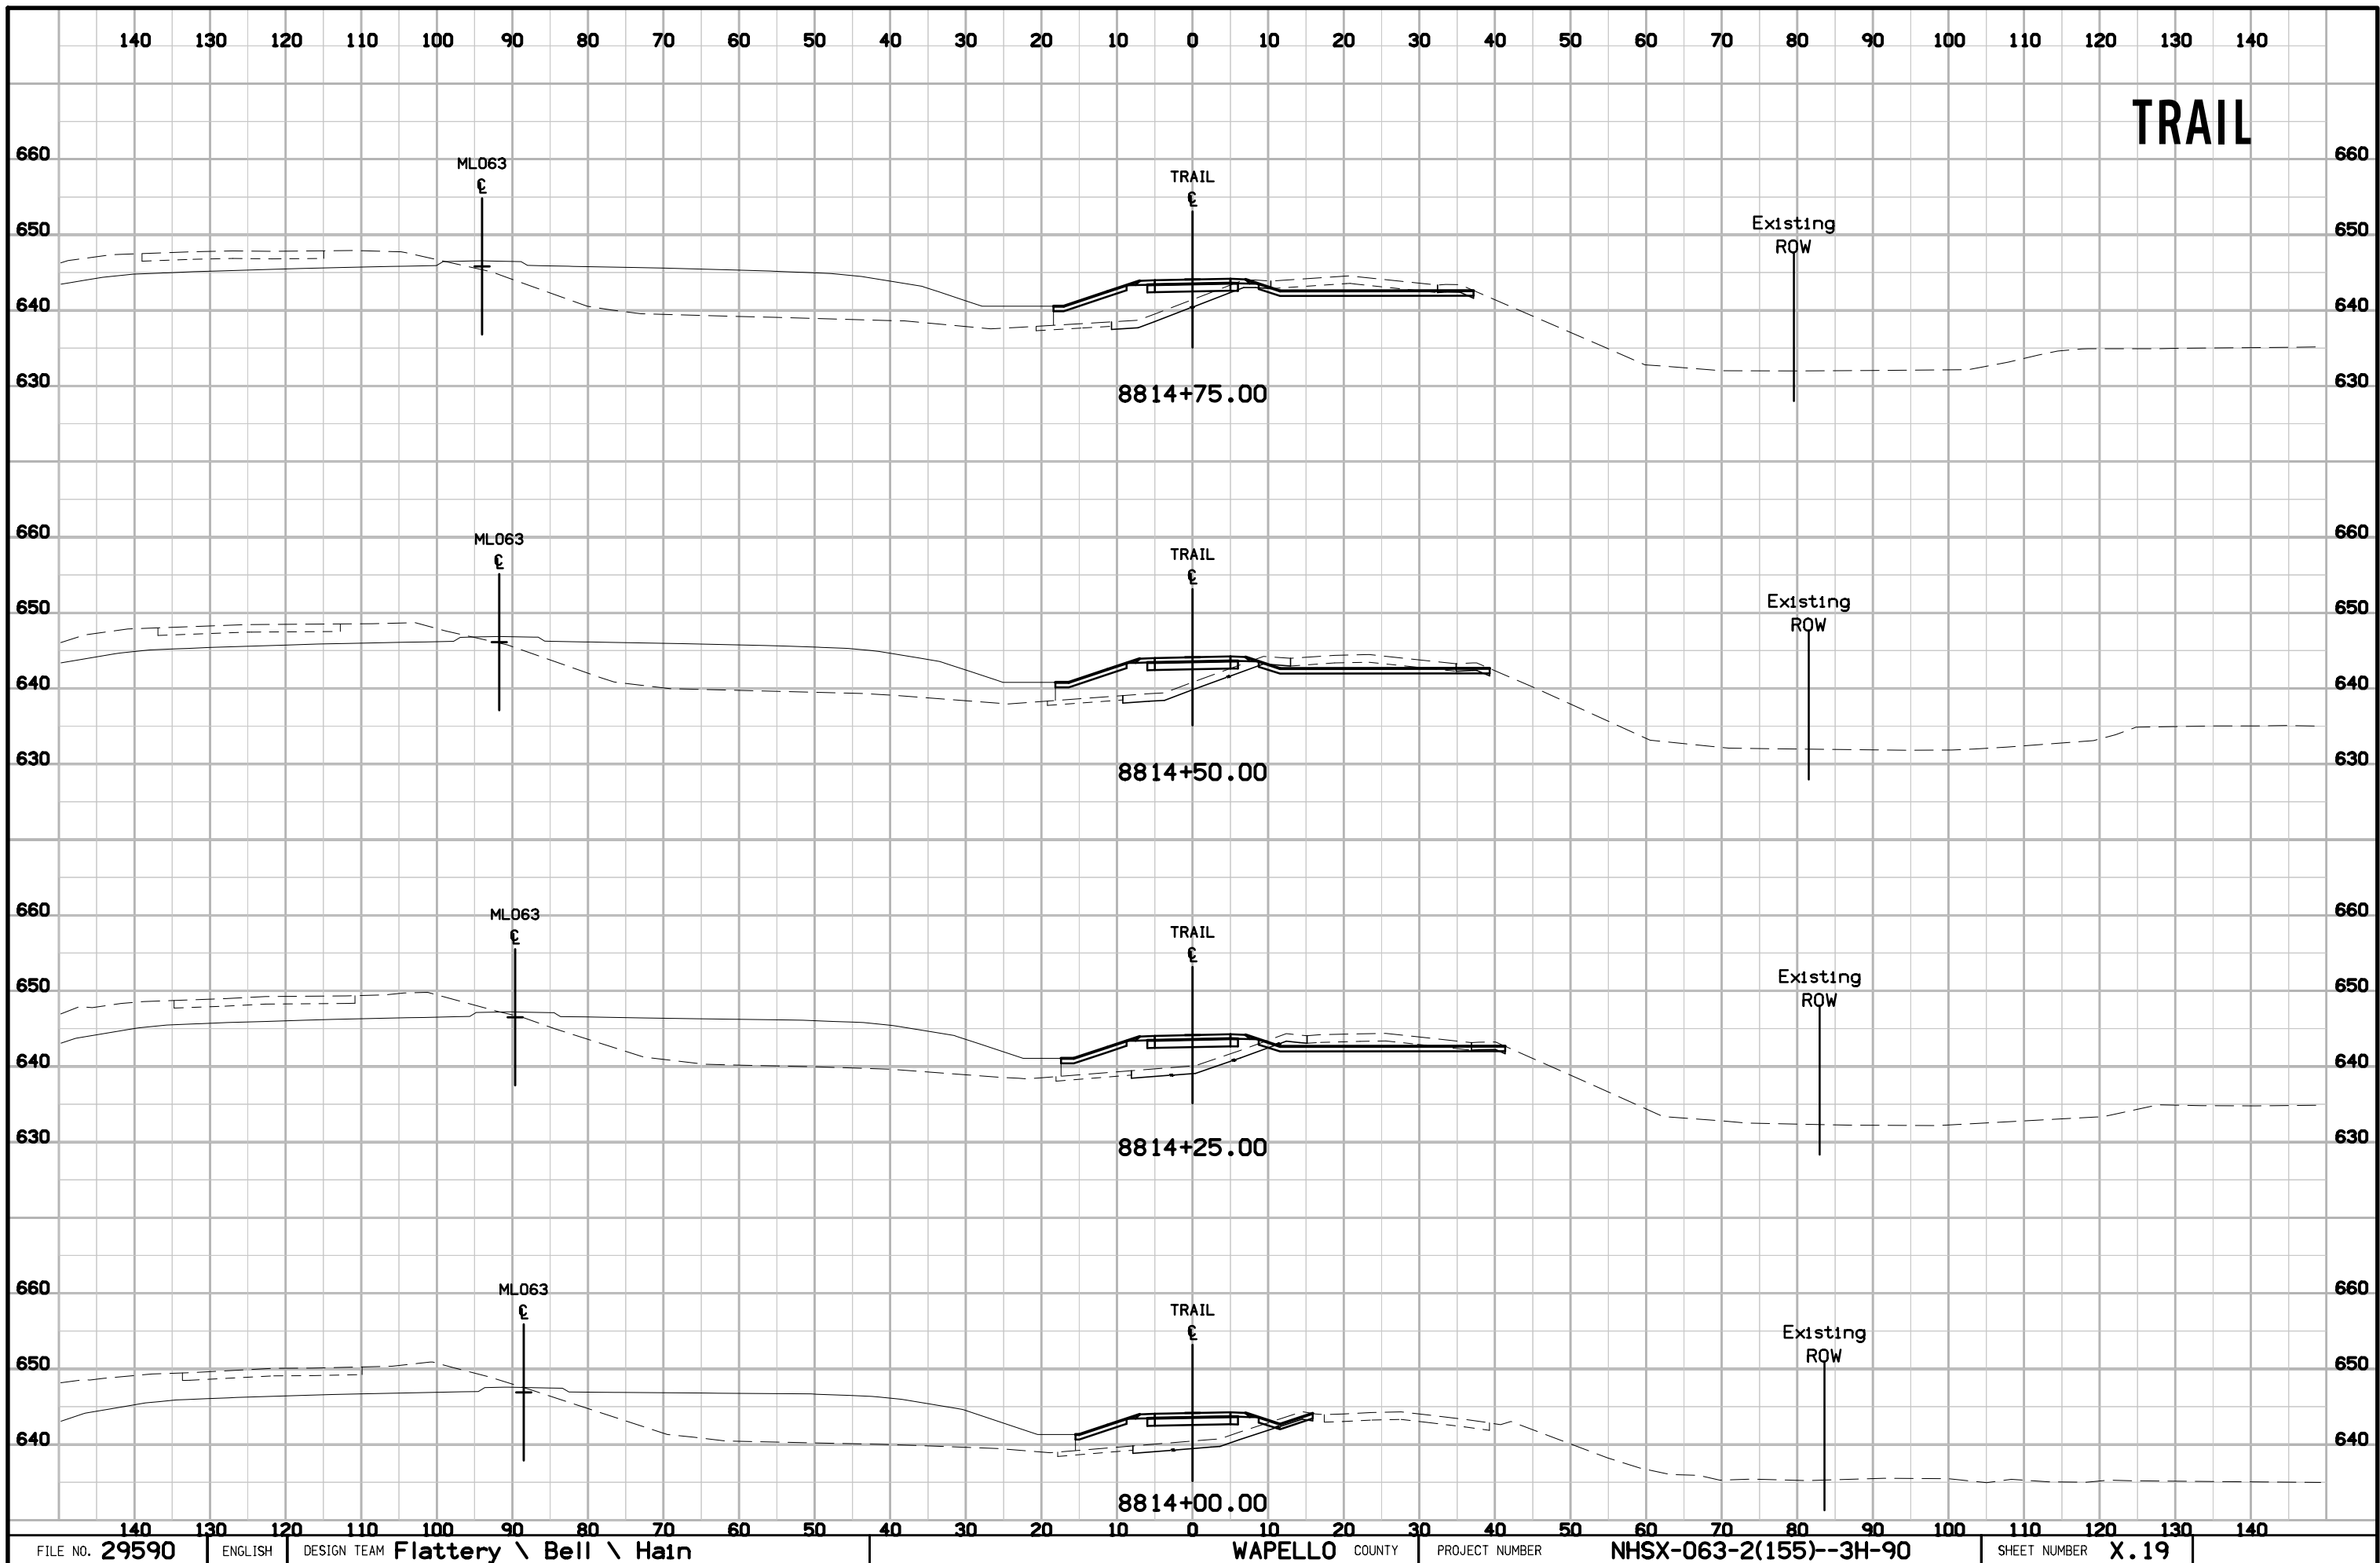 140 130 120 110 100 90 80 70 60 50 40 30 20 10 0 10 20 30 40 50 60 70 80 90 100 110 120 130 140
TRAIL
660 660
ML063
℄
TRAIL
℄
Existing
ROW
650 650
640 640
630 630
8814+75.00
660 660
ML063
℄
TRAIL
℄
Existing
ROW
650 650
640 640
630 630
8814+50.00
660 660
ML063
℄
TRAIL
℄
Existing
ROW
650 650
640 640
630 630
8814+25.00
660 660
ML063
℄
TRAIL
℄
Existing
ROW
650 650
640 640
8814+00.00
140 130 120 110 100 90 80 70 60 50 40 30 20 10 0 10 20 30 40 50 60 70 80 90 100 110 120 130 140
FILE NO. 29590 ENGLISH DESIGN TEAM Flattery \ Bell \ Hain WAPELLO COUNTY PROJECT NUMBER NHSX-063-2(155)--3H-90 SHEET NUMBER X.19